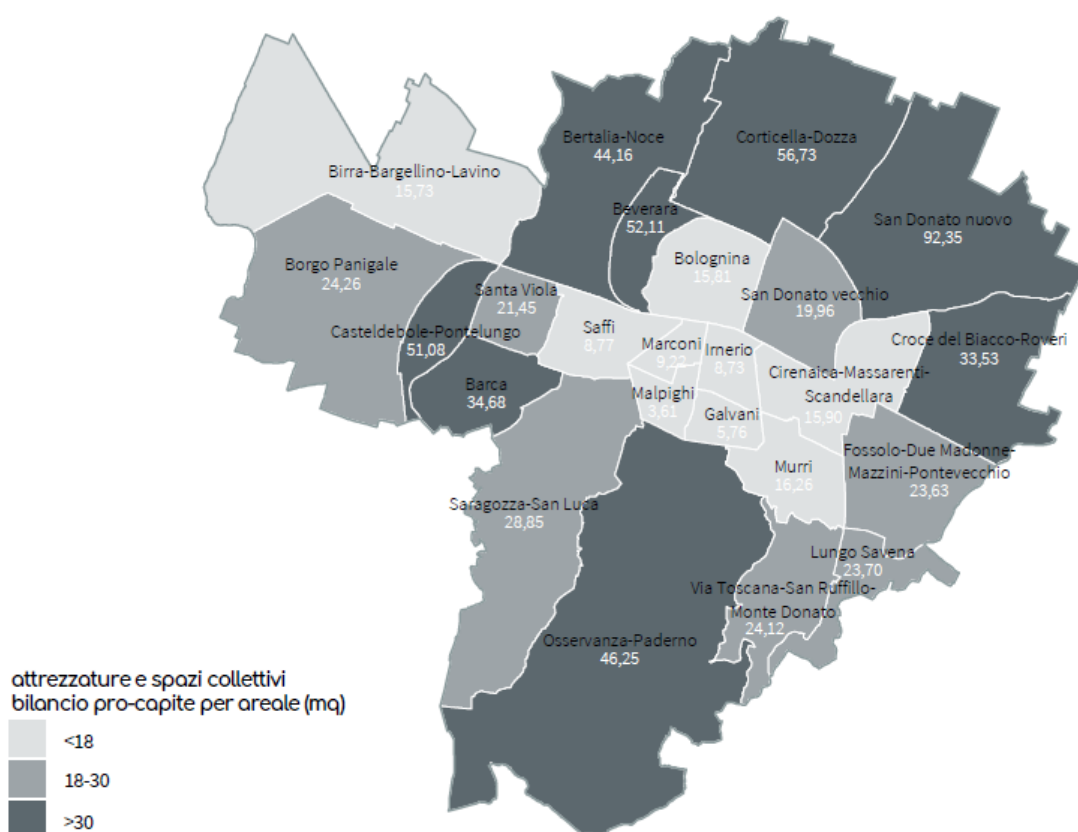 Bertalia-Noce
44,16
Corticella-Dozza
56,73
Birra-Bargellino-Lavino
15,73
Beverara
52,11
San Donato nuovo
92,35
Borgo Panigale
24,26
Bolognina
15,81
Santa Viola
21,45
San Donato vecchio
19,96
Casteldebole-Pontelungo
51,08
Saffi
8,77
Marconi
9,22
Irnerio
8,73
Croce del Biacco-Roveri
33,53
Cirenaica-Massarenti-
Scandellara
15,90
Barca
34,68
Malpighi
3,61
Galvani
5,76
Murri
16,26
Fossolo-Due Madonne-
Mazzini-Pontevecchio
23,63
Saragozza-San Luca
28,85
Lungo Savena
23,70
Via Toscana-San Ruffillo-
Monte Donato
24,12
Osservanza-Paderno
46,25
attrezzature e spazi collettivi
bilancio pro-capite per areale (mq)
<18
18-30
>30